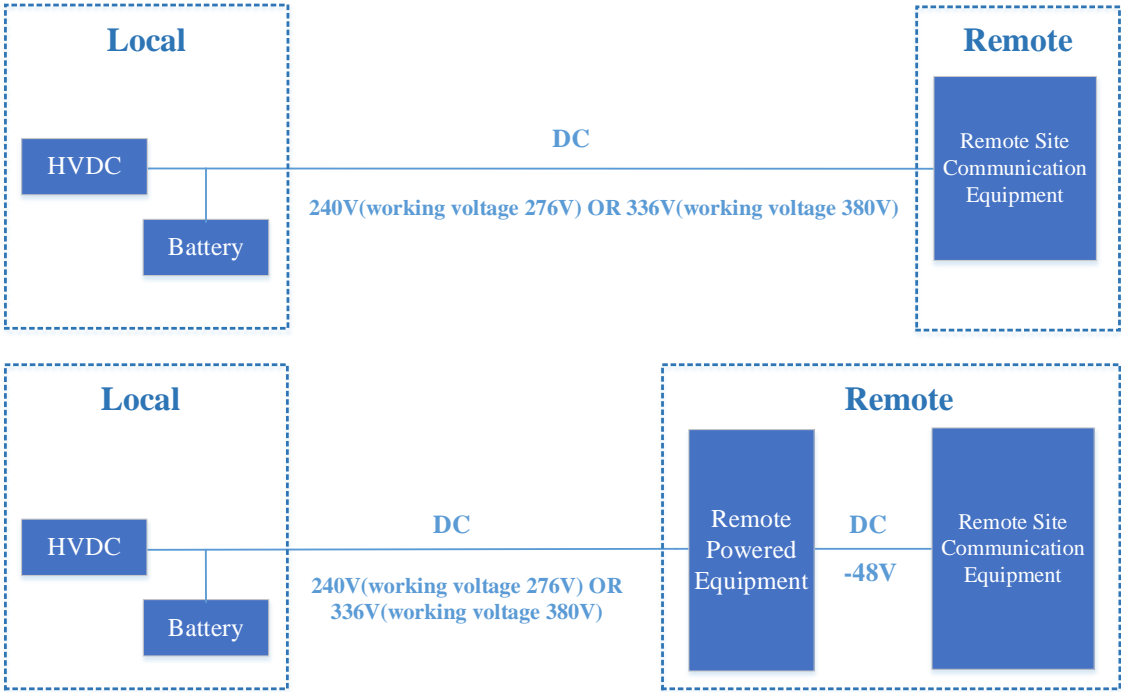 Local
Remote
HVDC
Battery
DC
240V(working voltage 276V) OR 336V(working voltage 380V)
Remote Site
Communication
Equipment
Local
Remote
HVDC
Battery
DC
240V(working voltage 276V) OR
336V(working voltage 380V)
Remote
Powered
Equipment
DC
-48V
Remote Site
Communication
Equipment